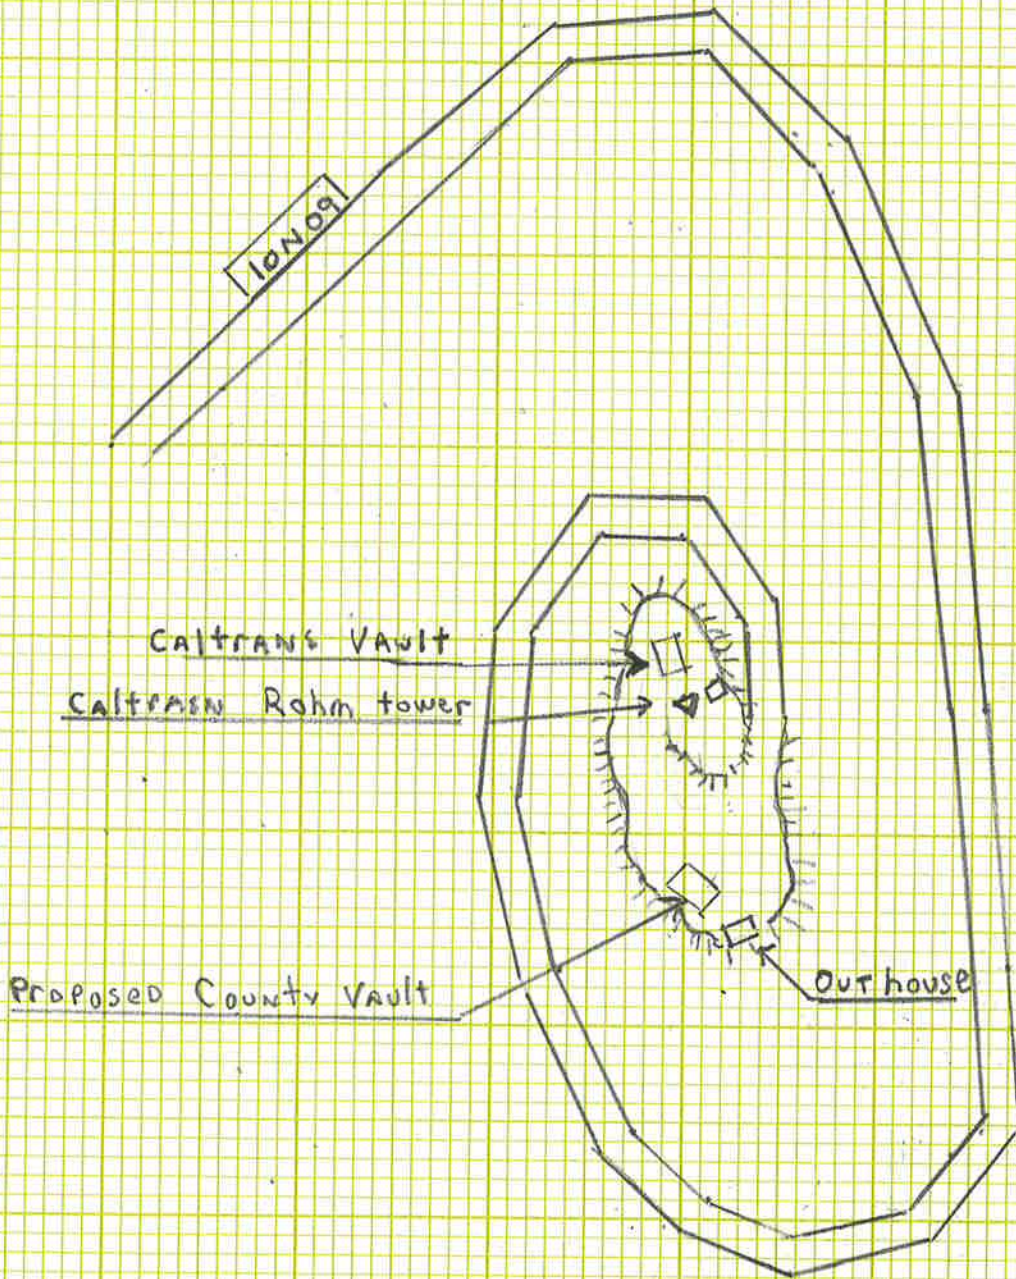 10N09
CAltrANS VAult
CAltrASN Rohm tower
ProPosed County VAult
OUThouse